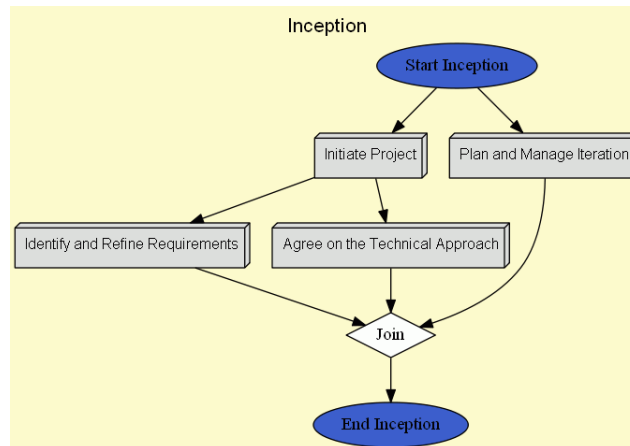 Inception
Start Inception
Initiate Project
Plan and Manage Iteration
Identify and Refine Requirements
Agree on the Technical Approach
Join
End Inception